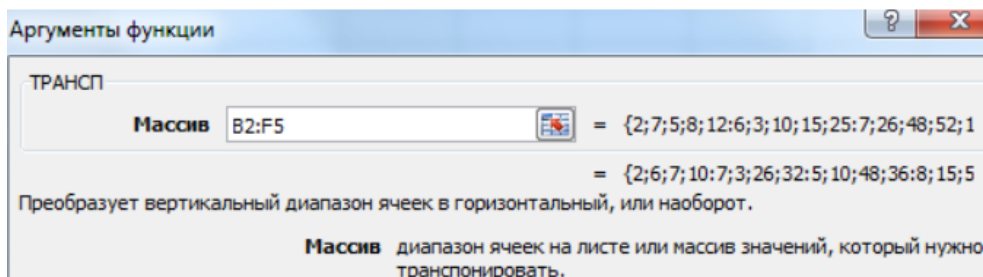 Аргументы функции
ТРАНСП
Массив B2:F5 = {2;7;5;8;12:6;3;10;15;25:7;26;48;52;1
= {2;6;7;10:7;3;26;32:5;10;48;36:8;15;5
Преобразует вертикальный диапазон ячеек в горизонтальный, или наоборот.
Массив диапазон ячеек на листе или массив значений, который нужно
транспонировать.